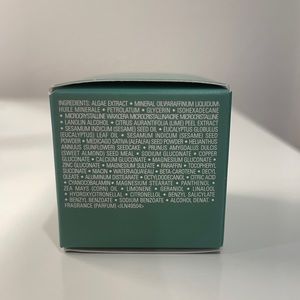 INGREDIENTS: ALGAE EXTRACT • MINERAL OIL\PARAFFINUM LIQUIDUM\
HUILE MINERALE • PETROLATUM • GLYCERIN • ISOHEXADECANE
• MICROCRYSTALLINE WAX\CERA MICROCRISTALLINA\CIRE MICROCRISTALLINE
• LANOLIN ALCOHOL • CITRUS AURANTIFOLIA (LIME) PEEL EXTRACT
• SESAMUM INDICUM (SESAME) SEED OIL • EUCALYPTUS GLOBULUS
(EUCALYPTUS) LEAF OIL • SESAMUM INDICUM (SESAME) SEED
POWDER • MEDICAGO SATIVA (ALFALFA) SEED POWDER • HELIANTHUS
ANNUUS (SUNFLOWER) SEEDCAKE • PRUNUS AMYGDALUS DULCIS
(SWEET ALMOND) SEED MEAL • SODIUM GLUCONATE • COPPER
GLUCONATE • CALCIUM GLUCONATE • MAGNESIUM GLUCONATE •
ZINC GLUCONATE • MAGNESIUM SULFATE • PARAFFIN • TOCOPHERYL
SUCCINATE • NIACIN • WATER\AQUA\EAU • BETA-CAROTENE • DECYL
OLEATE • ALUMINUM DISTEARATE • OCTYLDODECANOL • CITRIC ACID
• CYANOCOBALAMIN • MAGNESIUM STEARATE • PANTHENOL •
ZEA MAYS (CORN) OIL • LIMONENE • GERANIOL • LINALOOL
• HYDROXYCITRONELLAL • CITRONELLOL • BENZYL SALICYLATE
• BENZYL BENZOATE • SODIUM BENZOATE • ALCOHOL DENAT. •
FRAGRANCE (PARFUM) <ILN49504>